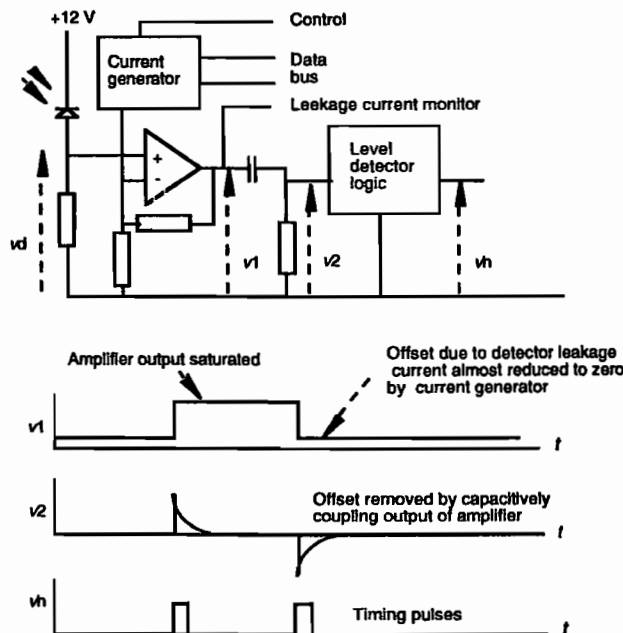 +12 V
Control
Current
generator
Data
bus
Leekage current monitor
+
-
Level
detector
logic
vd
v1
v2
vh
Amplifier output saturated
Offset due to detector leakage
current almost reduced to zero
by current generator
v1
t
v2
Offset removed by capacitively
coupling output of amplifier
t
vh
Timing pulses
t